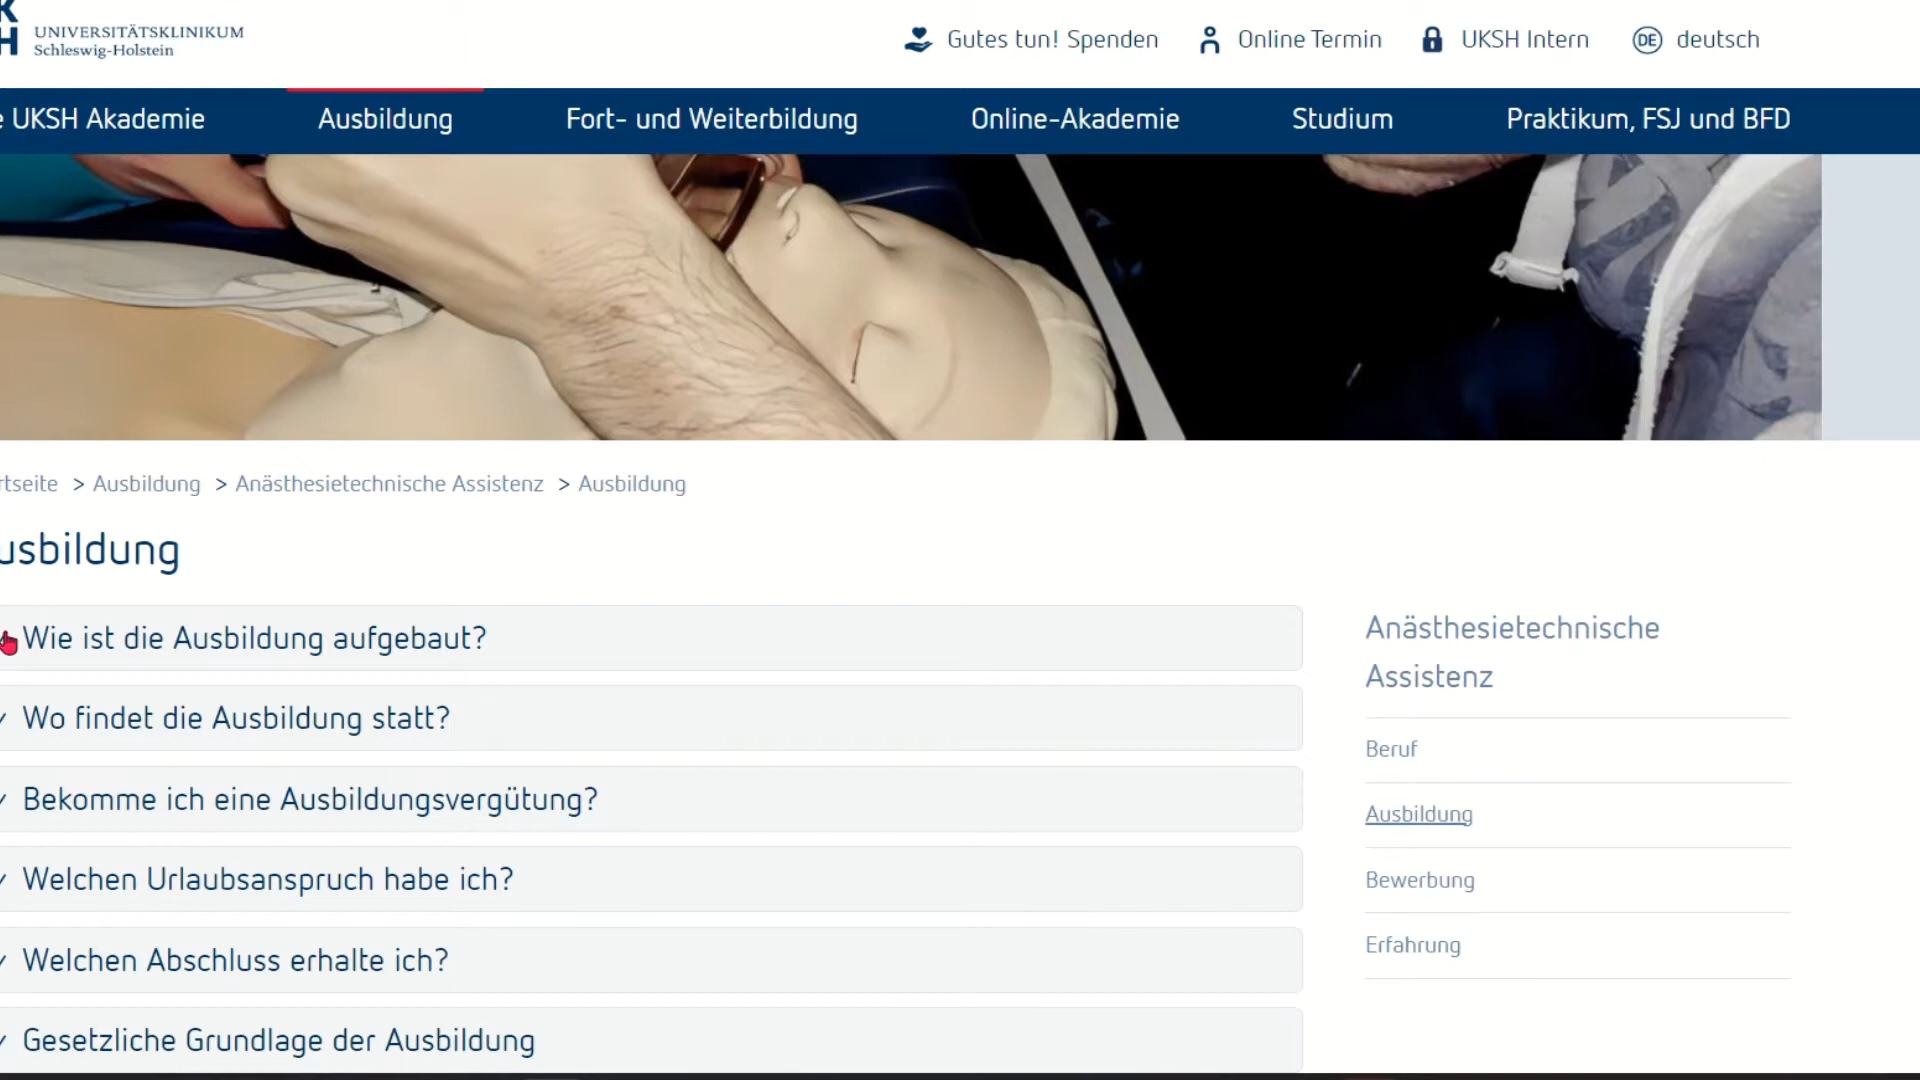 UNIVERSITÄTSKLINIKUM
Schleswig-Holstein
Gutes tun! Spenden
Online Termin
UKSH Intern
DE deutsch
UKSH Akademie
Ausbildung
Fort- und Weiterbildung
Online-Akademie
Studium
Praktikum, FSJ und BFD
rtseite > Ausbildung > Anästhesietechnische Assistenz > Ausbildung
usbildung
Wie ist die Ausbildung aufgebaut?
Wo findet die Ausbildung statt?
Bekomme ich eine Ausbildungsvergütung?
Welchen Urlaubsanspruch habe ich?
Welchen Abschluss erhalte ich?
Gesetzliche Grundlage der Ausbildung
Anästhesietechnische
Assistenz
Beruf
Ausbildung
Bewerbung
Erfahrung